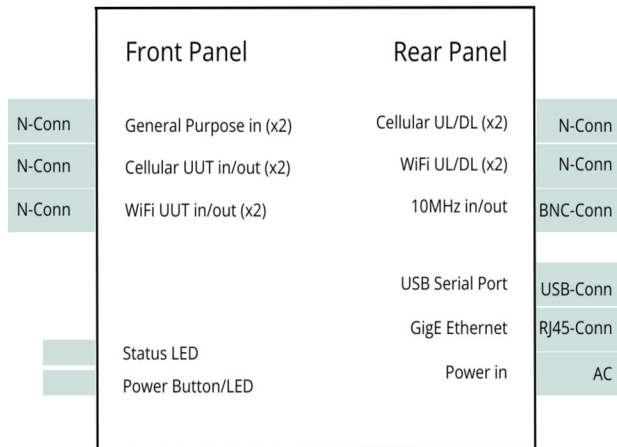 Front Panel
Rear Panel
N-Conn
General Purpose in (x2)
Cellular UL/DL (x2)
N-Conn
N-Conn
Cellular UUT in/out (x2)
WiFi UL/DL (x2)
N-Conn
N-Conn
WiFi UUT in/out (x2)
10MHz in/out
BNC-Conn
USB Serial Port
USB-Conn
GigE Ethernet
RJ45-Conn
Status LED
Power in
AC
Power Button/LED